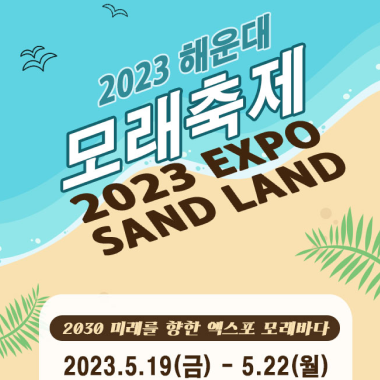 2023 해운대
모래축제
2023 EXPO
SAND LAND
2030 미래를 향한 엑스포 모래바다
2023.5.19(금) - 5.22(월)